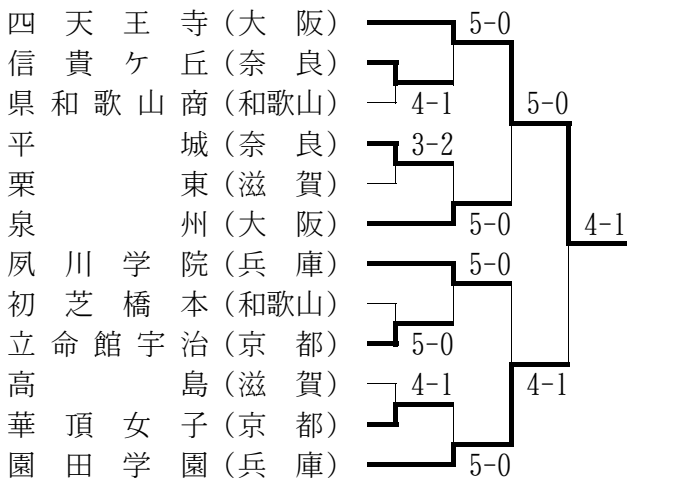 四天王寺(大 阪) 5-0
信貴ケ丘(奈 良)
県和歌山商(和歌山) 4-1 5-0
平 城(奈 良) 3-2
栗 東(滋 賀)
泉 州(大 阪) 5-0 4-1
夙川学院(兵 庫) 5-0
初芝橋本(和歌山)
立命館宇治(京 都) 5-0
高 島(滋 賀) 4-1 4-1
華頂女子(京 都)
園田学園(兵 庫) 5-0